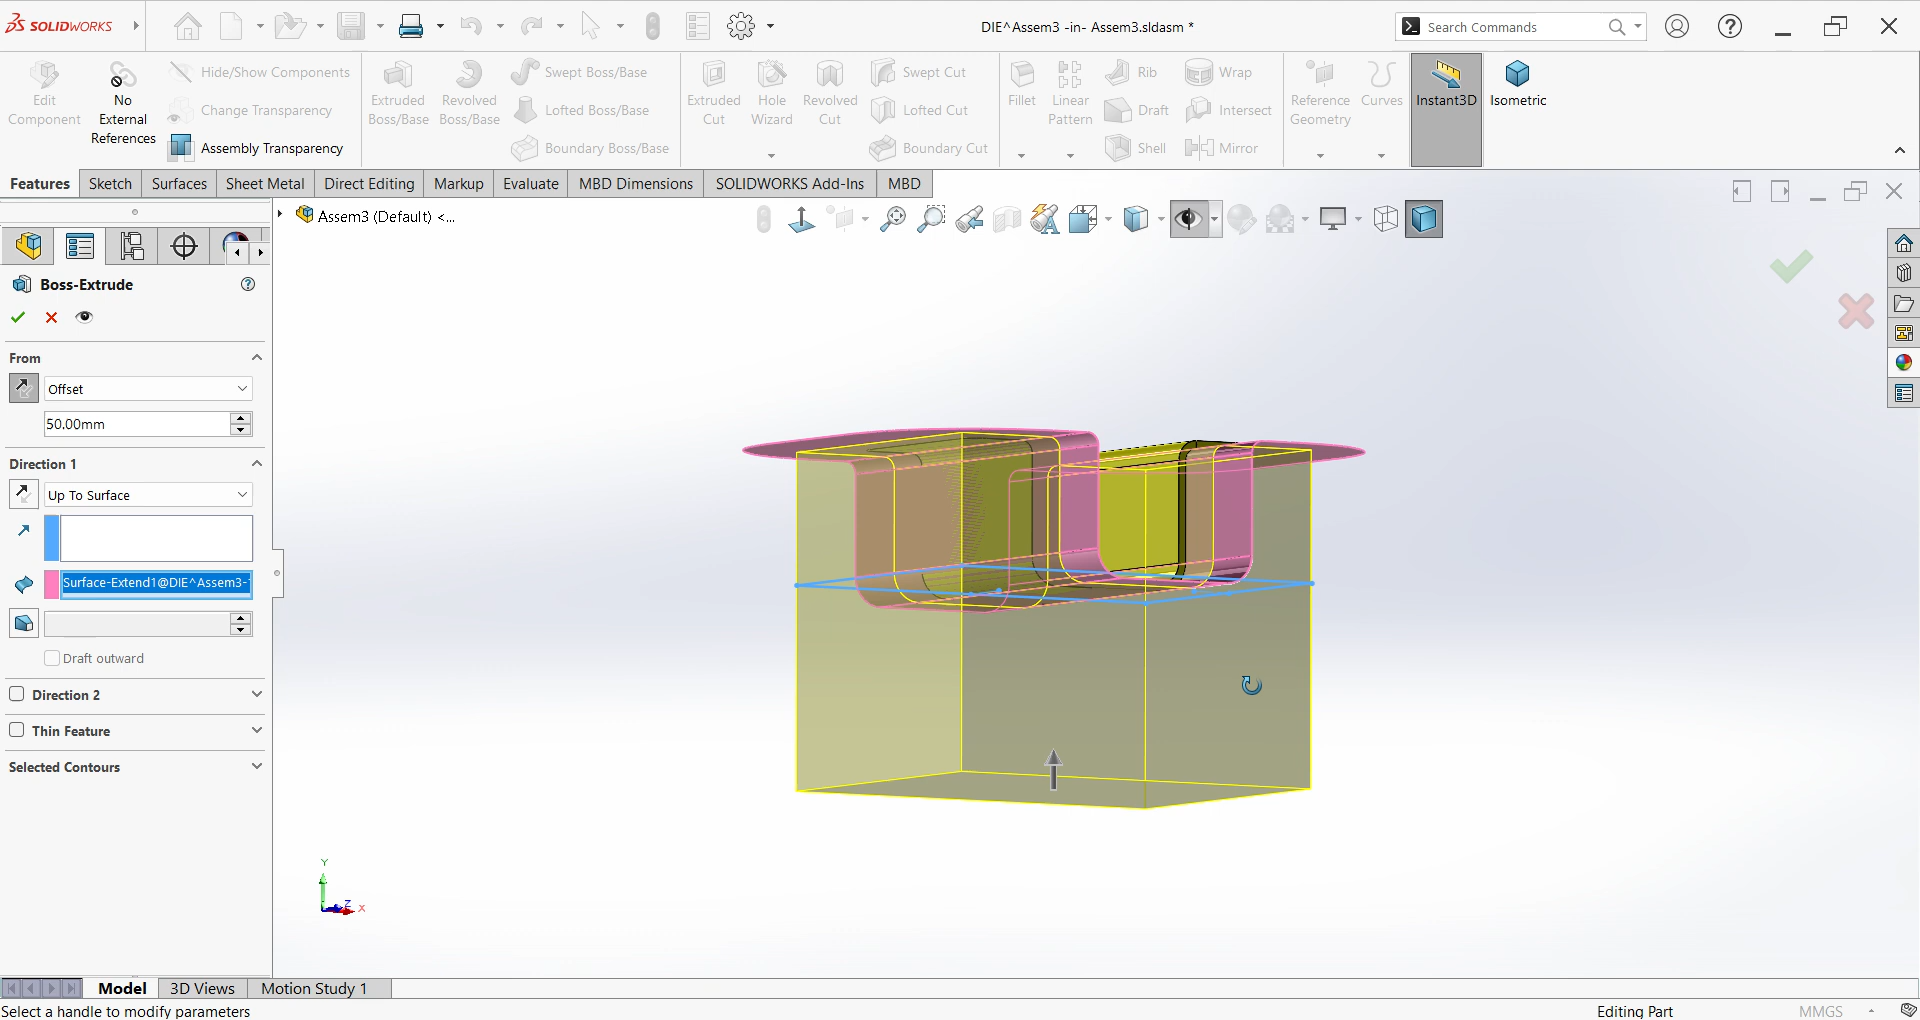 SOLIDWORKS
DIE^Assem3 -in- Assem3.sldasm *
Search Commands
Edit Component
No External References
Hide/Show Components
Change Transparency
Assembly Transparency
Extruded Boss/Base
Revolved Boss/Base
Swept Boss/Base
Lofted Boss/Base
Boundary Boss/Base
Extruded Cut
Hole Wizard
Revolved Cut
Swept Cut
Lofted Cut
Boundary Cut
Fillet
Linear Pattern
Rib
Draft
Shell
Wrap
Intersect
Mirror
Reference Geometry
Curves
Instant3D
Isometric
Features
Sketch
Surfaces
Sheet Metal
Direct Editing
Markup
Evaluate
MBD Dimensions
SOLIDWORKS Add-Ins
MBD
Assem3 (Default) <...
Boss-Extrude
From
Offset
50.00mm
Direction 1
Up To Surface
Surface-Extend1@DIE^Assem3-
Draft outward
Direction 2
Thin Feature
Selected Contours
Y
Z
X
Model
3D Views
Motion Study 1
Select a handle to modify parameters
Editing Part
MMGS